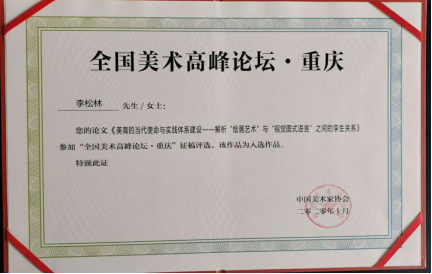 全国美术高峰论坛·重庆
李松林 先生/女士:
您的论文《美育的当代使命与实践体系建设——解析“绘画艺术”与“视觉图式语言”之间的孪生关系》
参加“全国美术高峰论坛·重庆”征稿评选,该作品为入选作品。
特颁此证
中国美术家协会
二零二零年十月